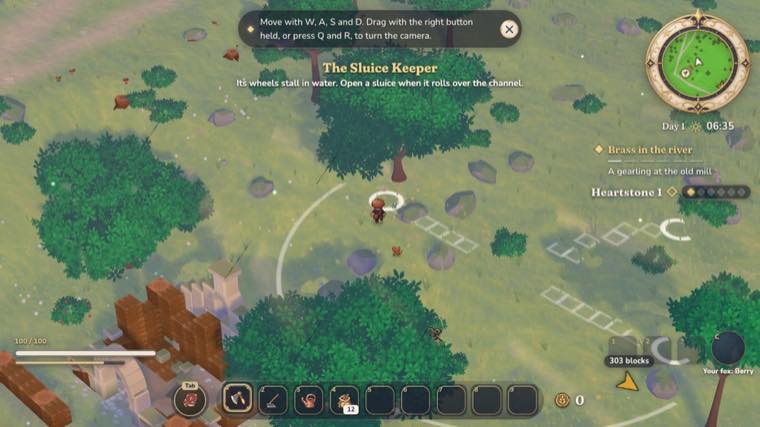 Move with W, A, S and D. Drag with the right button
held, or press Q and R, to turn the camera.
The Sluice Keeper
Its wheels stall in water. Open a sluice when it rolls over the channel.
Day 1 06:35
Brass in the river
A gearling at the old mill
Heartstone 1
100 / 100
1
2
C
303 blocks
Your fox: Berry
Tab
12
0